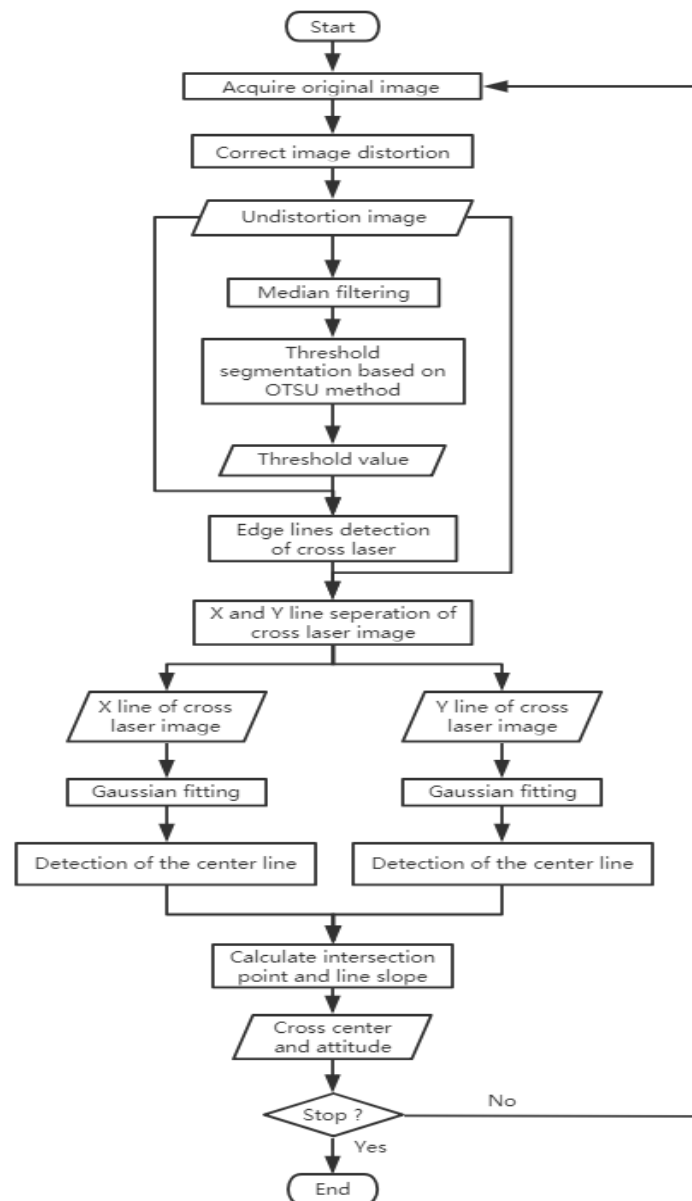 Start
Acquire original image
Correct image distortion
Undistortion image
Median filtering
Threshold
segmentation based on
OTSU method
Threshold value
Edge lines detection
of cross laser
X and Y line seperation of
cross laser image
X line of cross
laser image
Y line of cross
laser image
Gaussian fitting
Gaussian fitting
Detection of the center line
Detection of the center line
Calculate intersection
point and line slope
Cross center
and attitude
Stop ?
No
Yes
End